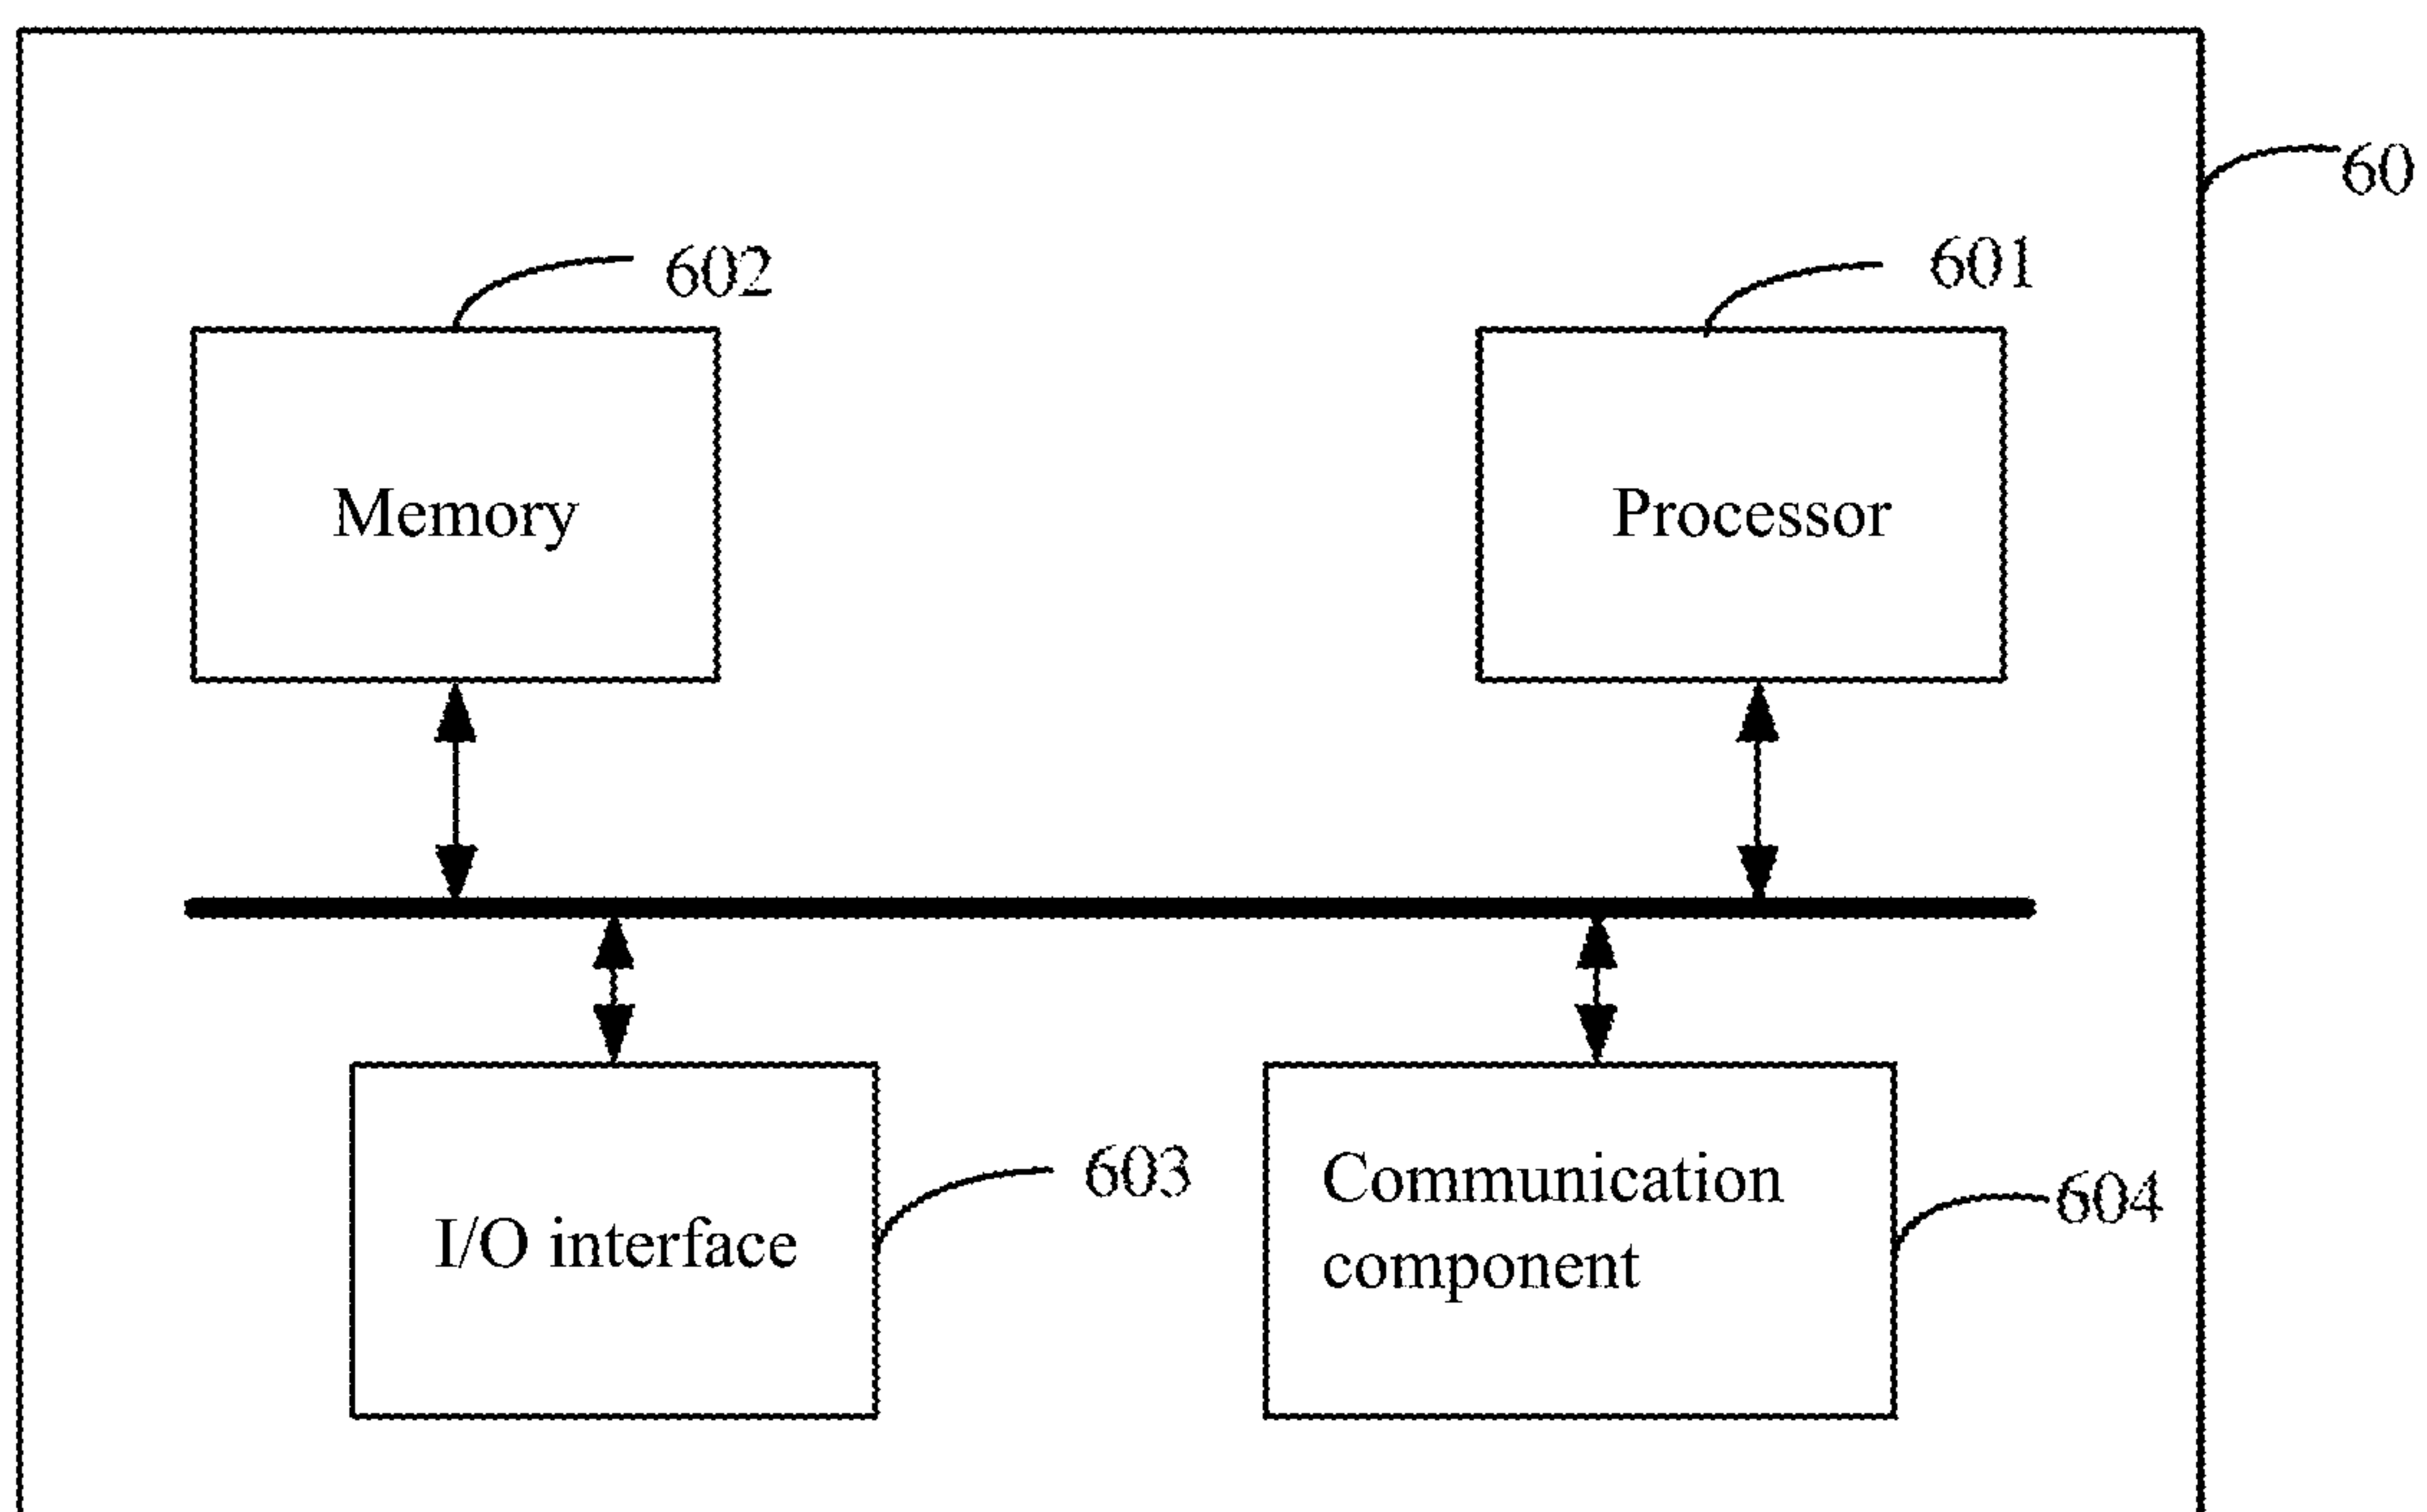 60
602
601
Memory
Processor
I/O interface
603
Communication
component
604